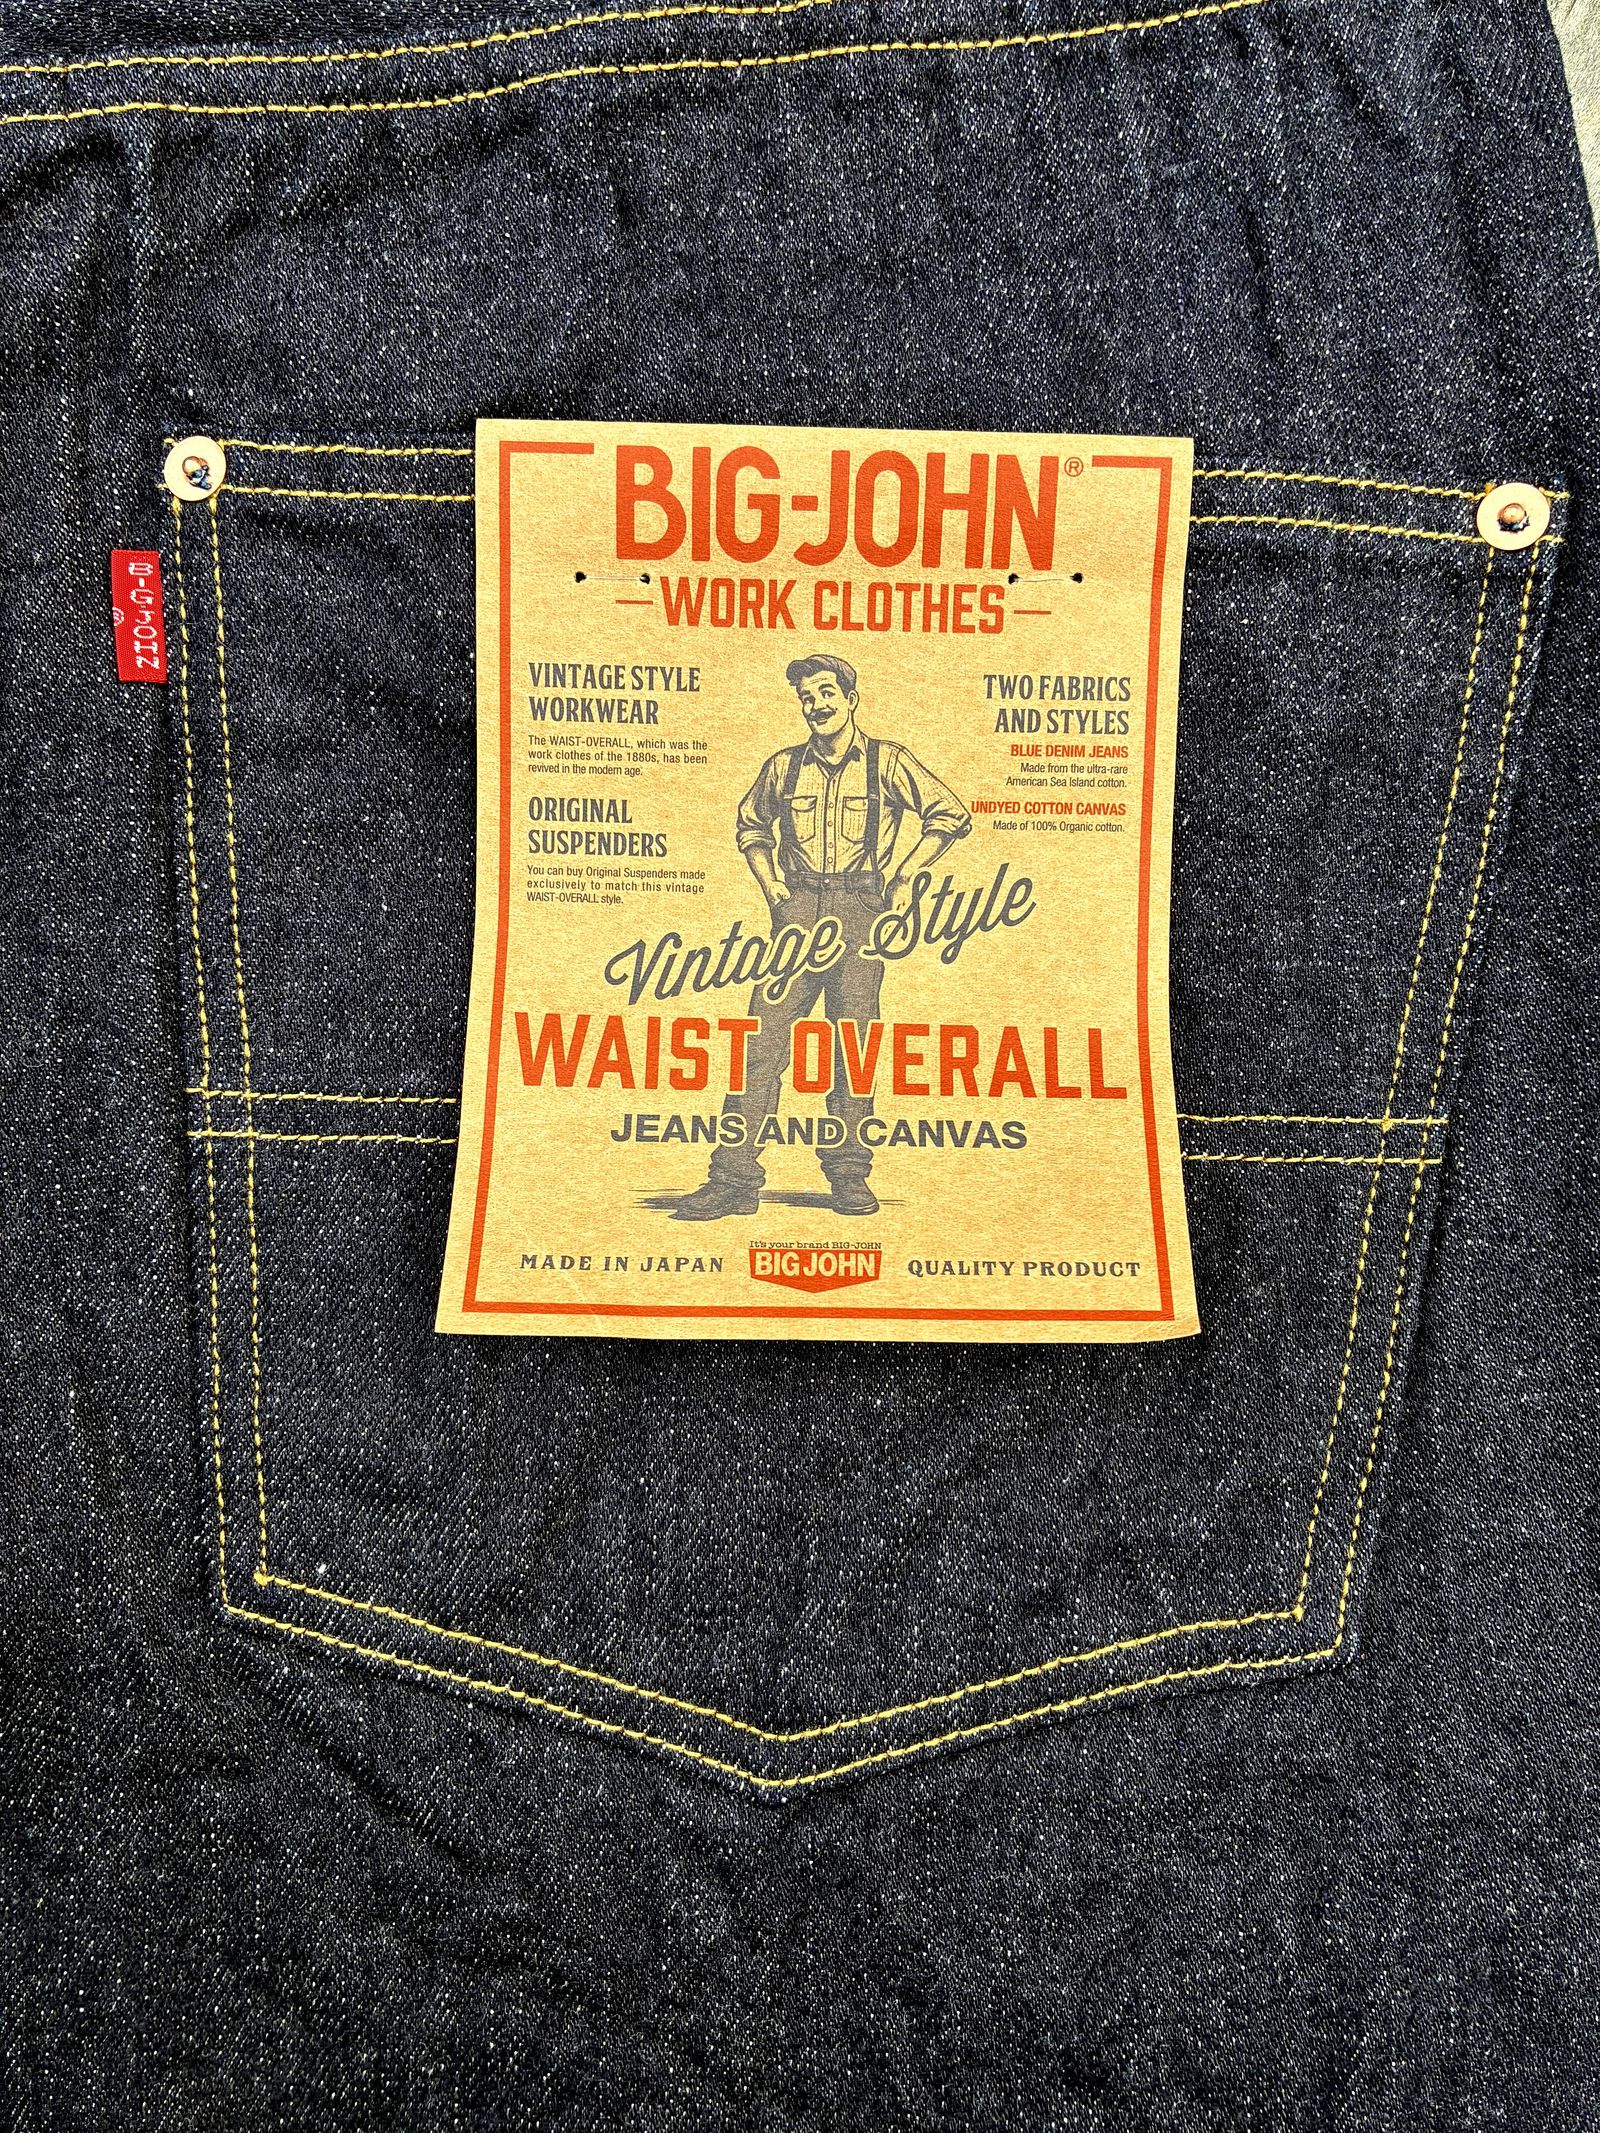 BIG-JOHN®
WORK CLOTHES
VINTAGE STYLE
WORKWEAR
The WAIST-OVERALL, which was the
work clothes of the 1880s, has been
revived in the modern age.
ORIGINAL
SUSPENDERS
You can buy Original Suspenders made
exclusively to match this vintage
WAIST-OVERALL style.
TWO FABRICS
AND STYLES
BLUE DENIM JEANS
Made from the ultra-rare
American Sea Island cotton.
UNDYED COTTON CANVAS
Made of 100% Organic cotton.
Vintage Style
WAIST OVERALL
JEANS AND CANVAS
MADE IN JAPAN
It's your brand BIG-JOHN
BIG JOHN
QUALITY PRODUCT
BIG JOHN
®